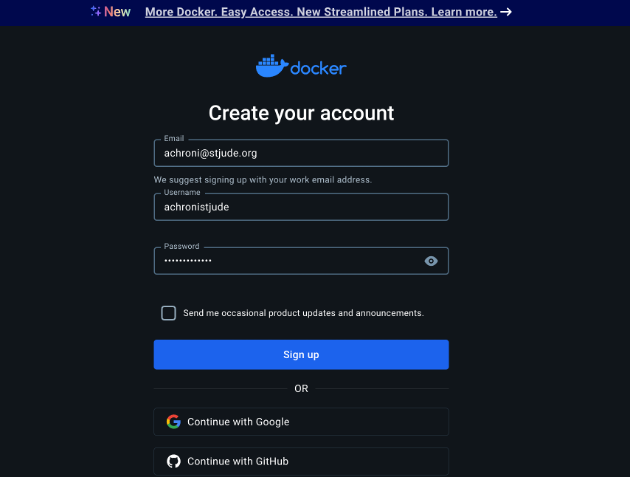 New More Docker. Easy Access. New Streamlined Plans. Learn more.
docker
Create your account
Email
achroni@stjude.org
We suggest signing up with your work email address.
Username
achronistjude
Password
•••••••••••••
Send me occasional product updates and announcements.
Sign up
OR
Continue with Google
Continue with GitHub